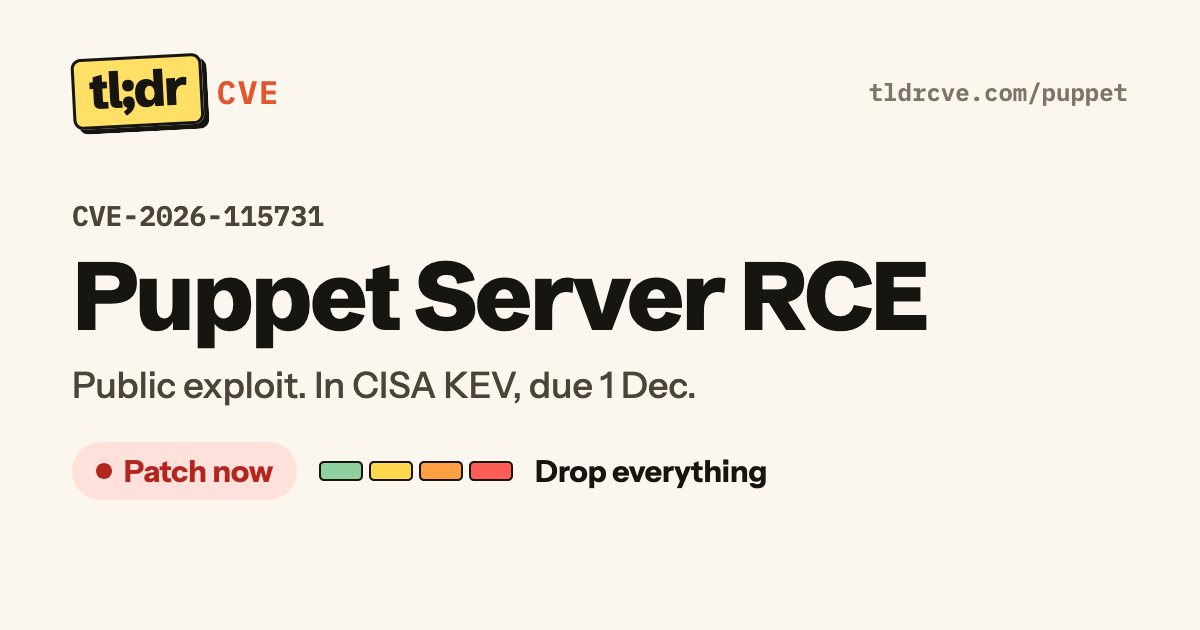 tl;dr CVE
tldrcve.com/puppet
CVE-2026-115731
Puppet Server RCE
Public exploit. In CISA KEV, due 1 Dec.
Patch now
Drop everything